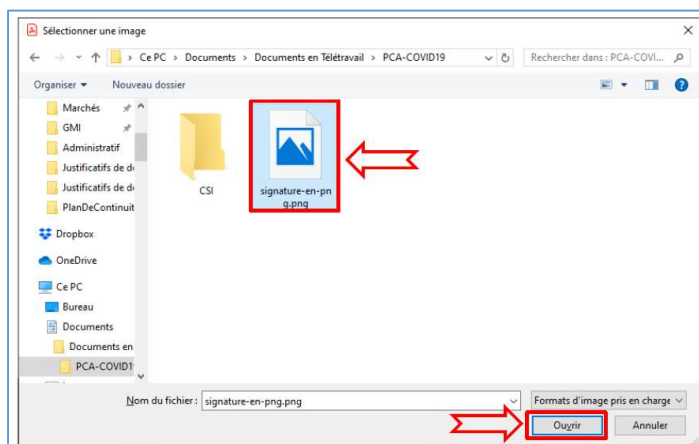 Sélectionner une image
Ce PC > Documents > Documents en Télétravail > PCA-COVID19
Rechercher dans : PCA-COVI...
Organiser
Nouveau dossier
Marchés
GMI
Administratif
Justificatifs de d
Justificatifs de d
PlanDeContinuit
Dropbox
OneDrive
Ce PC
Bureau
Documents
Documents en
PCA-COVID1
CSI
signature-en-pn
g.png
Nom du fichier :
signature-en-png.png
Formats d'image pris en charge
Ouvrir
Annuler